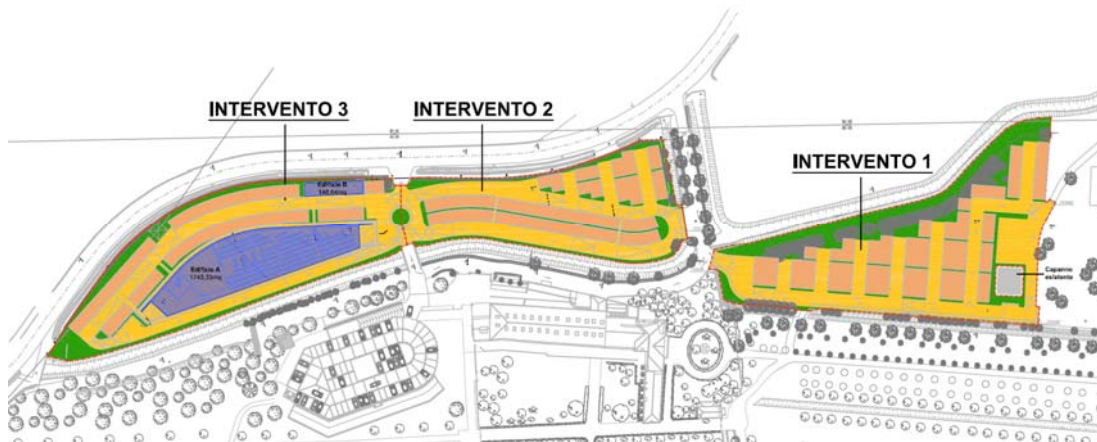 INTERVENTO 3
INTERVENTO 2
INTERVENTO 1
Edificio B
Edificio A
Capanno
esistente